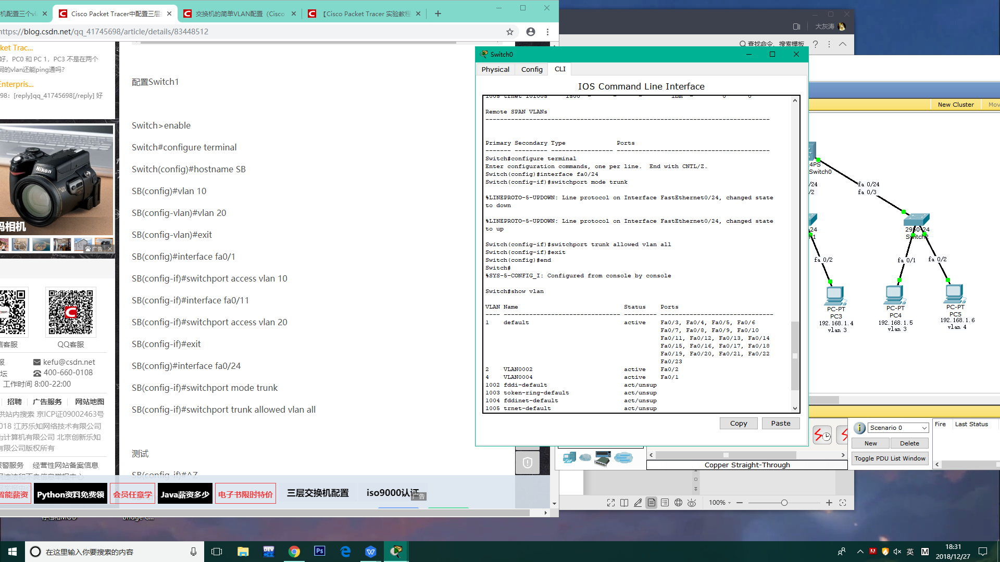 机配置三个vl
Cisco Packet Tracer中配置三层
交换机的简单VLAN配置（Cisco
【Cisco Packet Tracer 实验教程
https://blog.csdn.net/qq_41745698/article/details/83448512
ket Trac...
好，PC0 和 PC 1，PC3 不是在两个
同的vlan还能ping通吗?
Enterpris...
98：[reply]qq_41745698[/reply] 好
Nikon
码相机
广告
QQ客服
kefu@csdn.net
400-660-0108
工作时间 8:00-22:00
招聘
广告服务
网站地图
供站内搜索 京ICP证09002463号
018 江苏乐知网络技术有限公司
为计算机有限公司 北京创新乐知
有限公司版权所有
报警服务
经营性网站备案信息
配置Switch1
Switch>enable
Switch#configure terminal
Switch(config)#hostname SB
SB(config)#vlan 10
SB(config-vlan)#vlan 20
SB(config-vlan)#exit
SB(config)#interface fa0/1
SB(config-if)#switchport access vlan 10
SB(config-if)#interface fa0/11
SB(config-if)#switchport access vlan 20
SB(config-if)#exit
SB(config)#interface fa0/24
SB(config-if)#switchport mode trunk
SB(config-if)#switchport trunk allowed vlan all
测试
SB(config-if)#^Z
智能薪资
Python资料免费领
会员任意学
Java薪资多少
电子书限时特价
三层交换机配置
iso9000认证
广告
大灰涛
查找命令、搜索模板
Switch0
Physical
Config
CLI
IOS Command Line Interface
1005 trnet 101005 1500 - - - ibm - 0 0
Remote SPAN VLANs
------------------------------------------------------------------------------
Primary Secondary Type Ports
------- --------- ----------------- ------------------------------------------
Switch#configure terminal
Enter configuration commands, one per line. End with CNTL/Z.
Switch(config)#interface fa0/24
Switch(config-if)#switchport mode trunk
%LINEPROTO-5-UPDOWN: Line protocol on Interface FastEthernet0/24, changed state
to down
%LINEPROTO-5-UPDOWN: Line protocol on Interface FastEthernet0/24, changed state
to up
Switch(config-if)#switchport trunk allowed vlan all
Switch(config-if)#exit
Switch(config)#end
Switch#
%SYS-5-CONFIG_I: Configured from console by console
Switch#show vlan
VLAN Name Status Ports
---- -------------------------------- --------- -------------------------------
1 default active Fa0/3, Fa0/4, Fa0/5, Fa0/6
Fa0/7, Fa0/8, Fa0/9, Fa0/10
Fa0/11, Fa0/12, Fa0/13, Fa0/14
Fa0/15, Fa0/16, Fa0/17, Fa0/18
Fa0/19, Fa0/20, Fa0/21, Fa0/22
Fa0/23
2 VLAN0002 active Fa0/2
4 VLAN0004 active Fa0/1
1002 fddi-default act/unsup
1003 token-ring-default act/unsup
1004 fddinet-default act/unsup
1005 trnet-default act/unsup
Copy
Paste
New Cluster
Mov
4PS
Switch0
/24
/2
fa 0/24
fa 0/3
24
h1
2950-24
Switch2
fa 0/2
fa 0/1
fa 0/2
PC-PT
PC3
192.168.1.4
vlan 3
PC-PT
PC4
192.168.1.5
vlan 3
PC-PT
PC5
192.168.1.6
vlan 4
Scenario 0
New
Delete
Toggle PDU List Window
Fire
Last Status
Copper Straight-Through
100%
在这里输入你要搜索的内容
DEV
Ps
英
M
18:31
2018/12/27